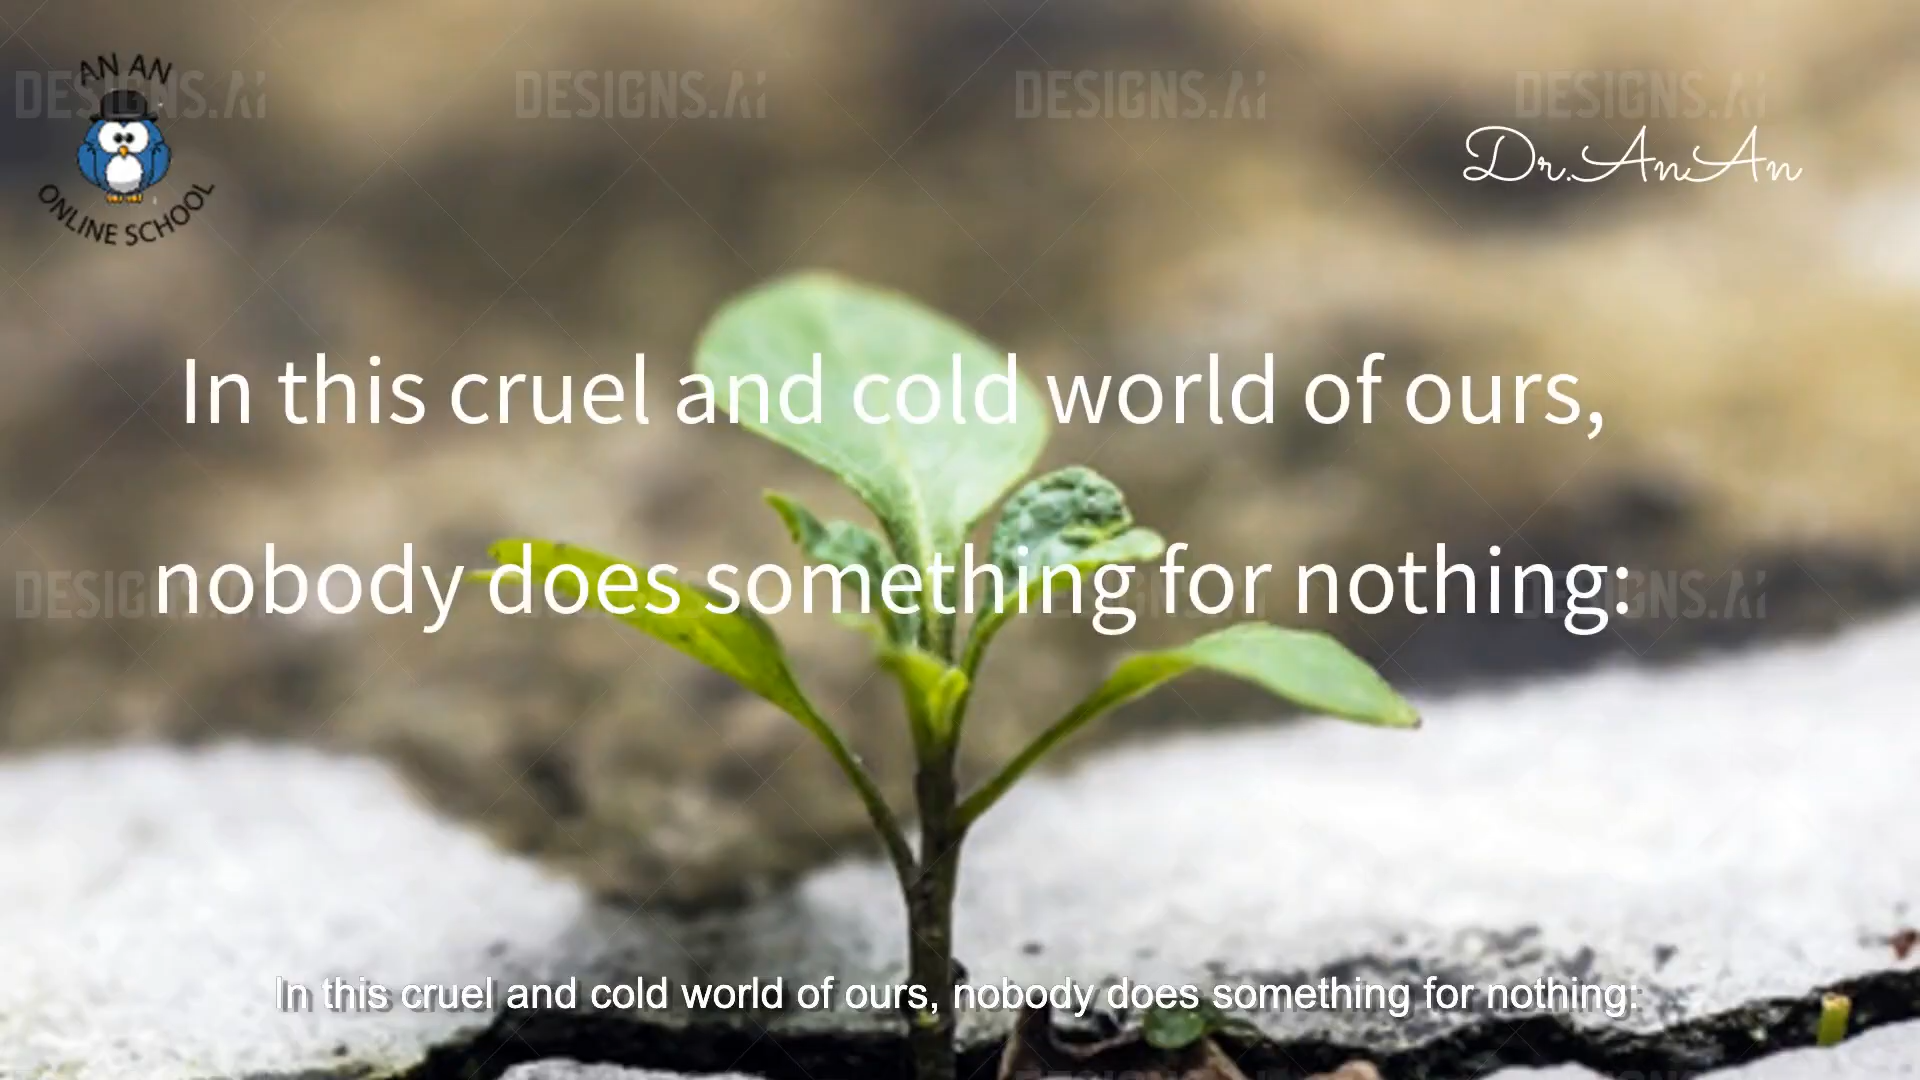 AN AN
ONLINE SCHOOL
DESIGNS.Ai DESIGNS.Ai DESIGNS.Ai DESIGNS.Ai
Dr.AnAn
In this cruel and cold world of ours,
nobody does something for nothing:
In this cruel and cold world of ours, nobody does something for nothing: